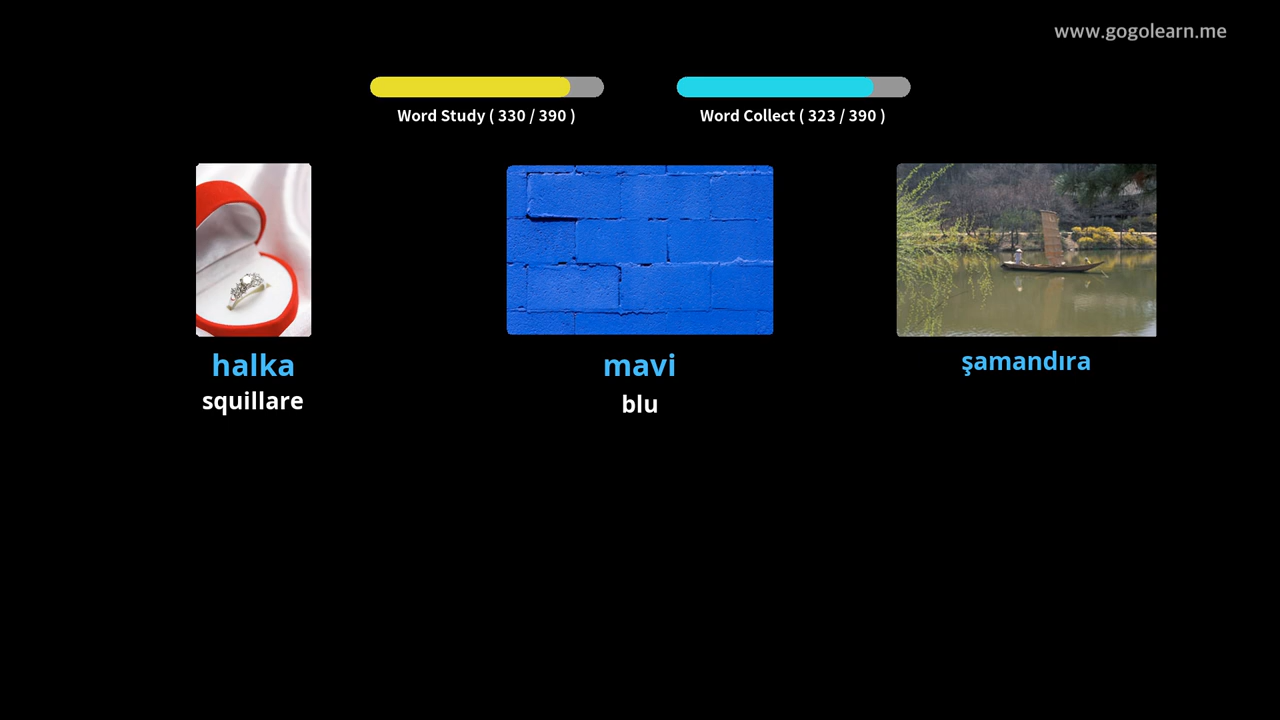 www.gogolearn.me
Word Study ( 330 / 390 )
Word Collect ( 323 / 390 )
halka
squillare
mavi
blu
şamandıra